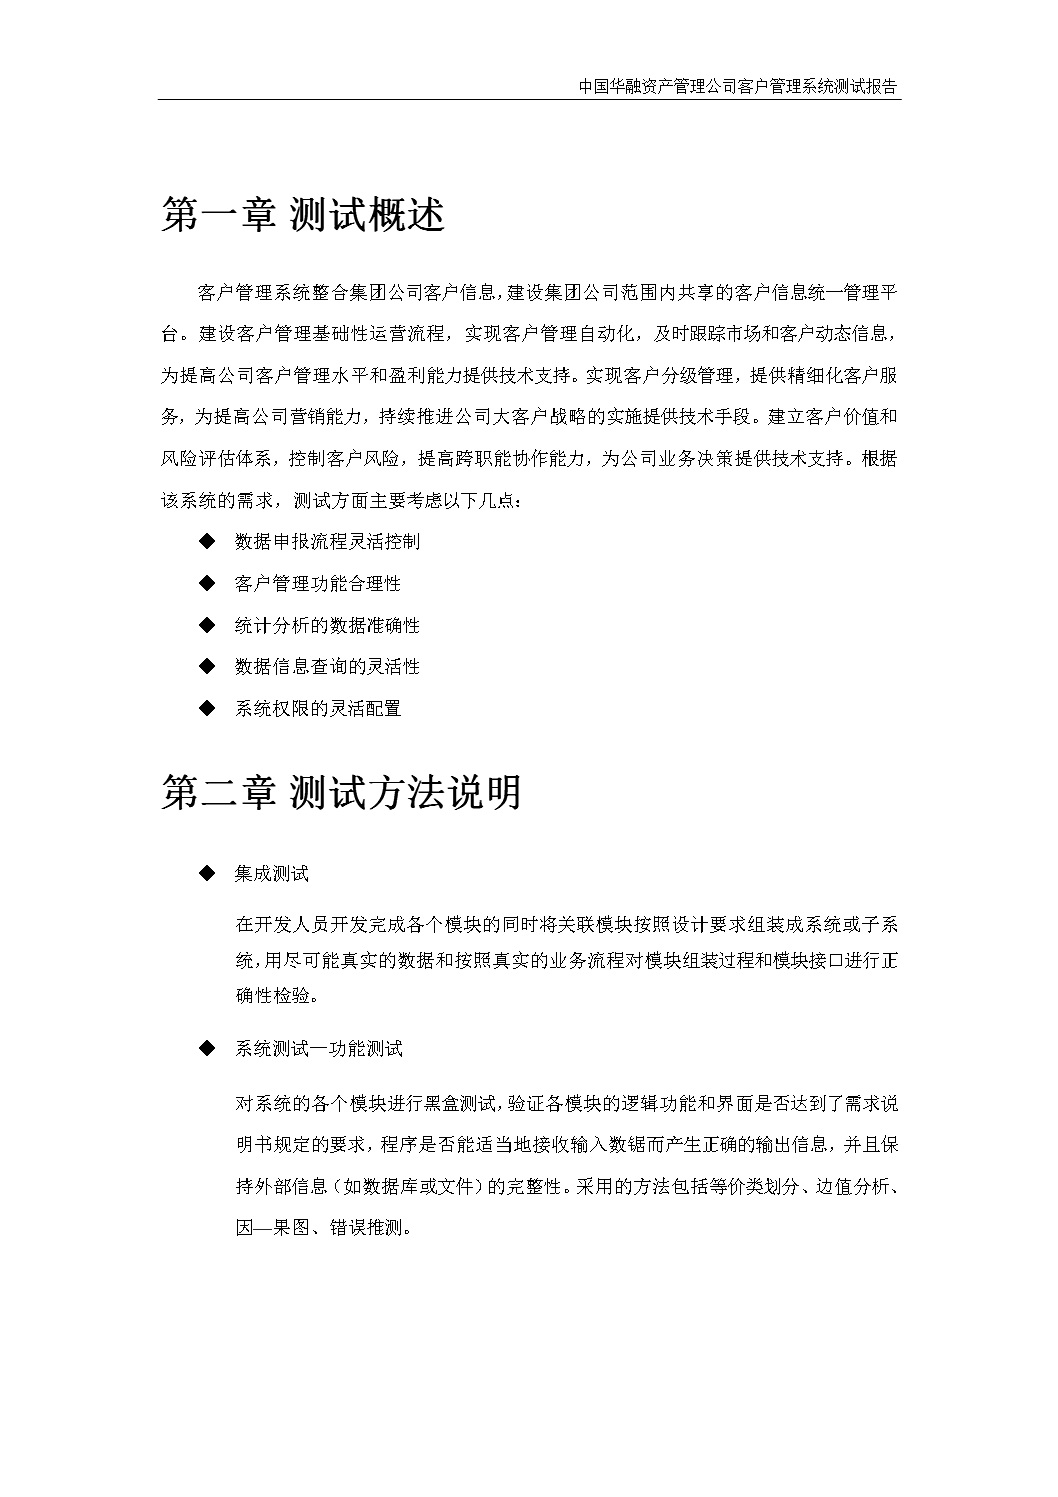 中国华融资产管理公司客户管理系统测试报告
第一章 测试概述
客户管理系统整合集团公司客户信息，建设集团公司范围内共享的客户信息统一管理平
台。建设客户管理基础性运营流程，实现客户管理自动化，及时跟踪市场和客户动态信息，
为提高公司客户管理水平和盈利能力提供技术支持。实现客户分级管理，提供精细化客户服
务，为提高公司营销能力，持续推进公司大客户战略的实施提供技术手段。建立客户价值和
风险评估体系，控制客户风险，提高跨职能协作能力，为公司业务决策提供技术支持。根据
该系统的需求，测试方面主要考虑以下几点：
◆ 数据申报流程灵活控制
◆ 客户管理功能合理性
◆ 统计分析的数据准确性
◆ 数据信息查询的灵活性
◆ 系统权限的灵活配置
第二章 测试方法说明
◆ 集成测试
在开发人员开发完成各个模块的同时将关联模块按照设计要求组装成系统或子系
统，用尽可能真实的数据和按照真实的业务流程对模块组装过程和模块接口进行正
确性检验。
◆ 系统测试—功能测试
对系统的各个模块进行黑盒测试，验证各模块的逻辑功能和界面是否达到了需求说
明书规定的要求，程序是否能适当地接收输入数锯而产生正确的输出信息，并且保
持外部信息（如数据库或文件）的完整性。采用的方法包括等价类划分、边值分析、
因—果图、错误推测。